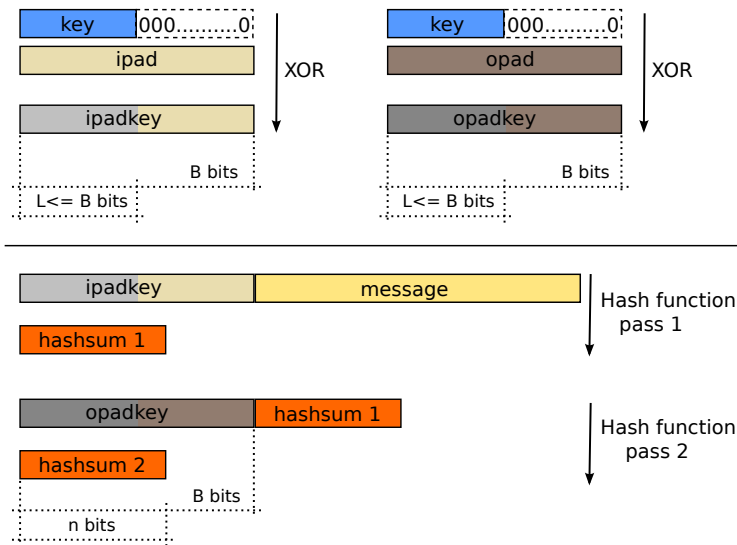 key 000..........0
ipad
XOR
ipadkey
B bits
L<= B bits
key 000..........0
opad
XOR
opadkey
B bits
L<= B bits
ipadkey message
Hash function
pass 1
hashsum 1
opadkey hashsum 1
Hash function
pass 2
hashsum 2
B bits
n bits